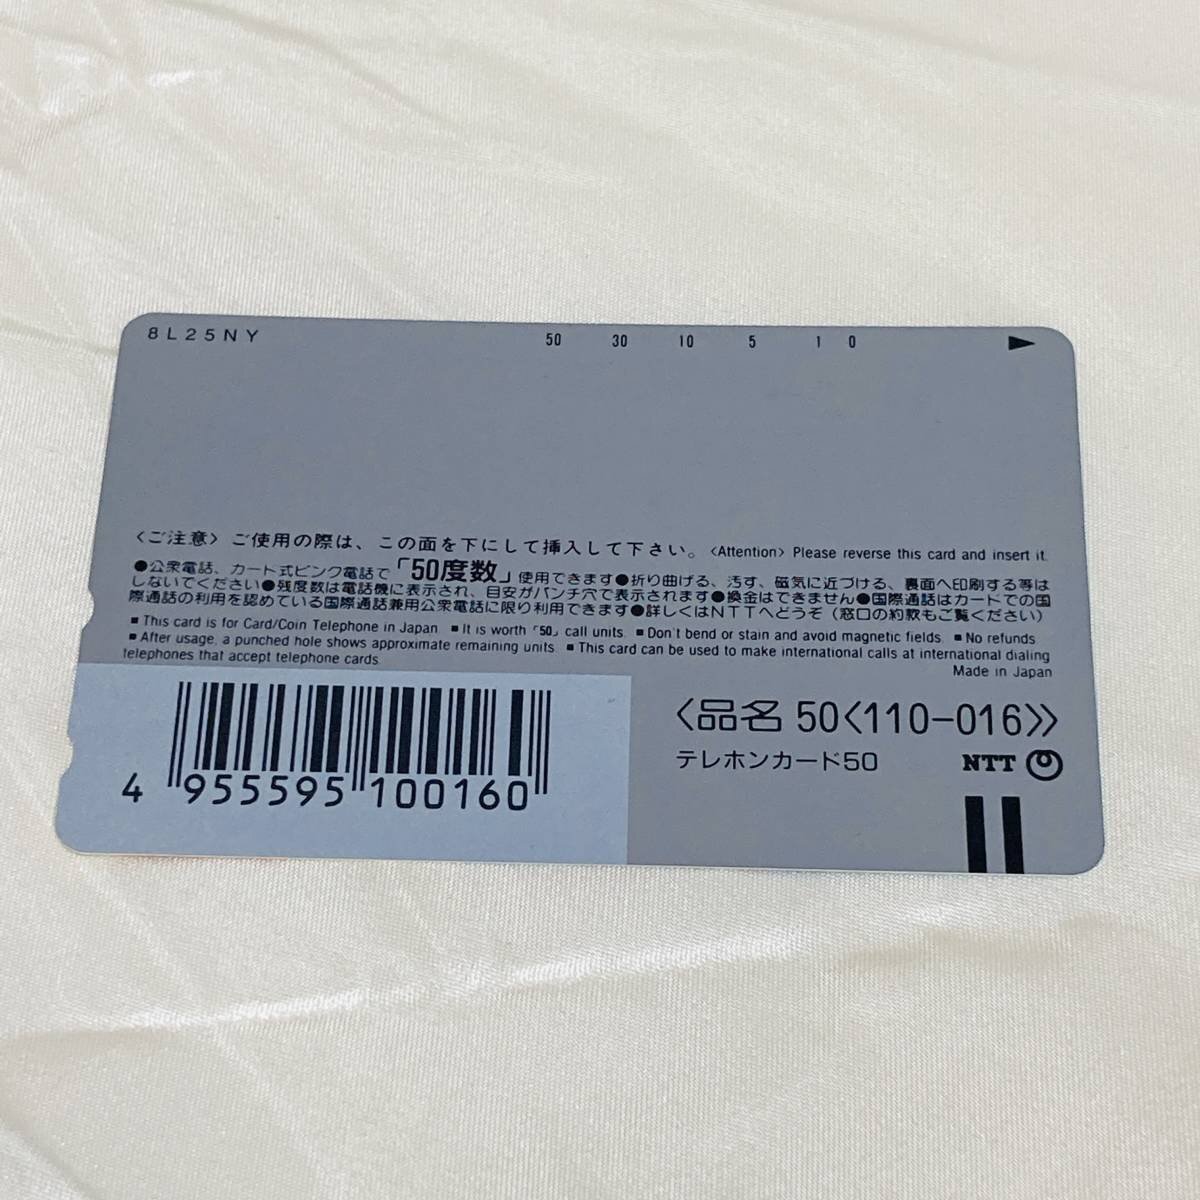 8L25NY 50 30 10 5 1 0
〈ご注意〉ご使用の際は、この面を下にして挿入して下さい。〈Attention〉Please reverse this card and insert it.
●公衆電話、カード式ピンク電話で「50度数」使用できます●折り曲げる、汚す、磁気に近づける、裏面へ印刷する等は
しないでください●残度数は電話機に表示され、目安がパンチ穴で表示されます●換金はできません●国際通話はカードでの国
際通話の利用を認めている国際通話兼用公衆電話に限り利用できます●詳しくはNTTへどうぞ(窓口の約款もご覧ください)
■This card is for Card/Coin Telephone in Japan. ■It is worth「50」call units. ■Don't bend or stain and avoid magnetic fields. ■No refunds.
■After usage, a punched hole shows approximate remaining units. ■This card can be used to make international calls at international dialing
telephones that accept telephone cards.
Made in Japan
〈品名 50〈110-016〉〉
テレホンカード50 NTT
4 955595 100160